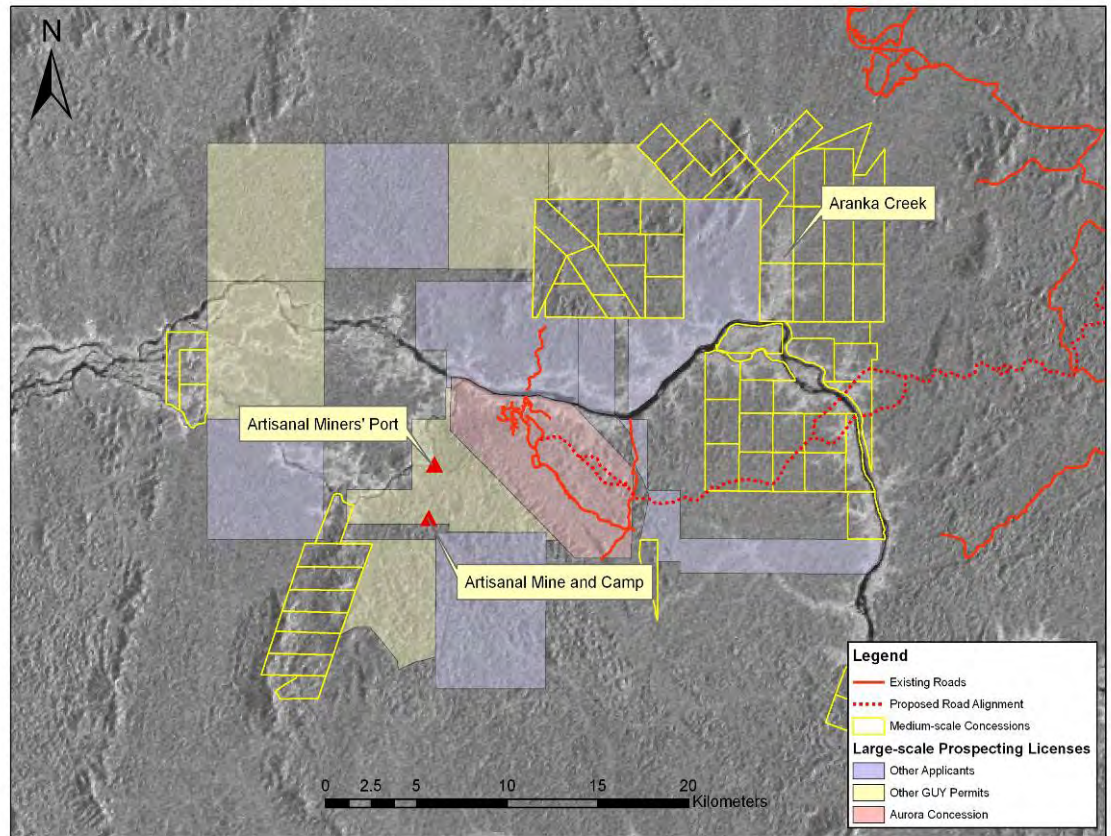 N
Aranka Creek
Artisanal Miners' Port
Artisanal Mine and Camp
Legend
Existing Roads
Proposed Road Alignment
Medium-scale Concessions
Large-scale Prospecting Licenses
Other Applicants
Other GUY Permits
Aurora Concession
0 2.5 5 10 15 20
Kilometers